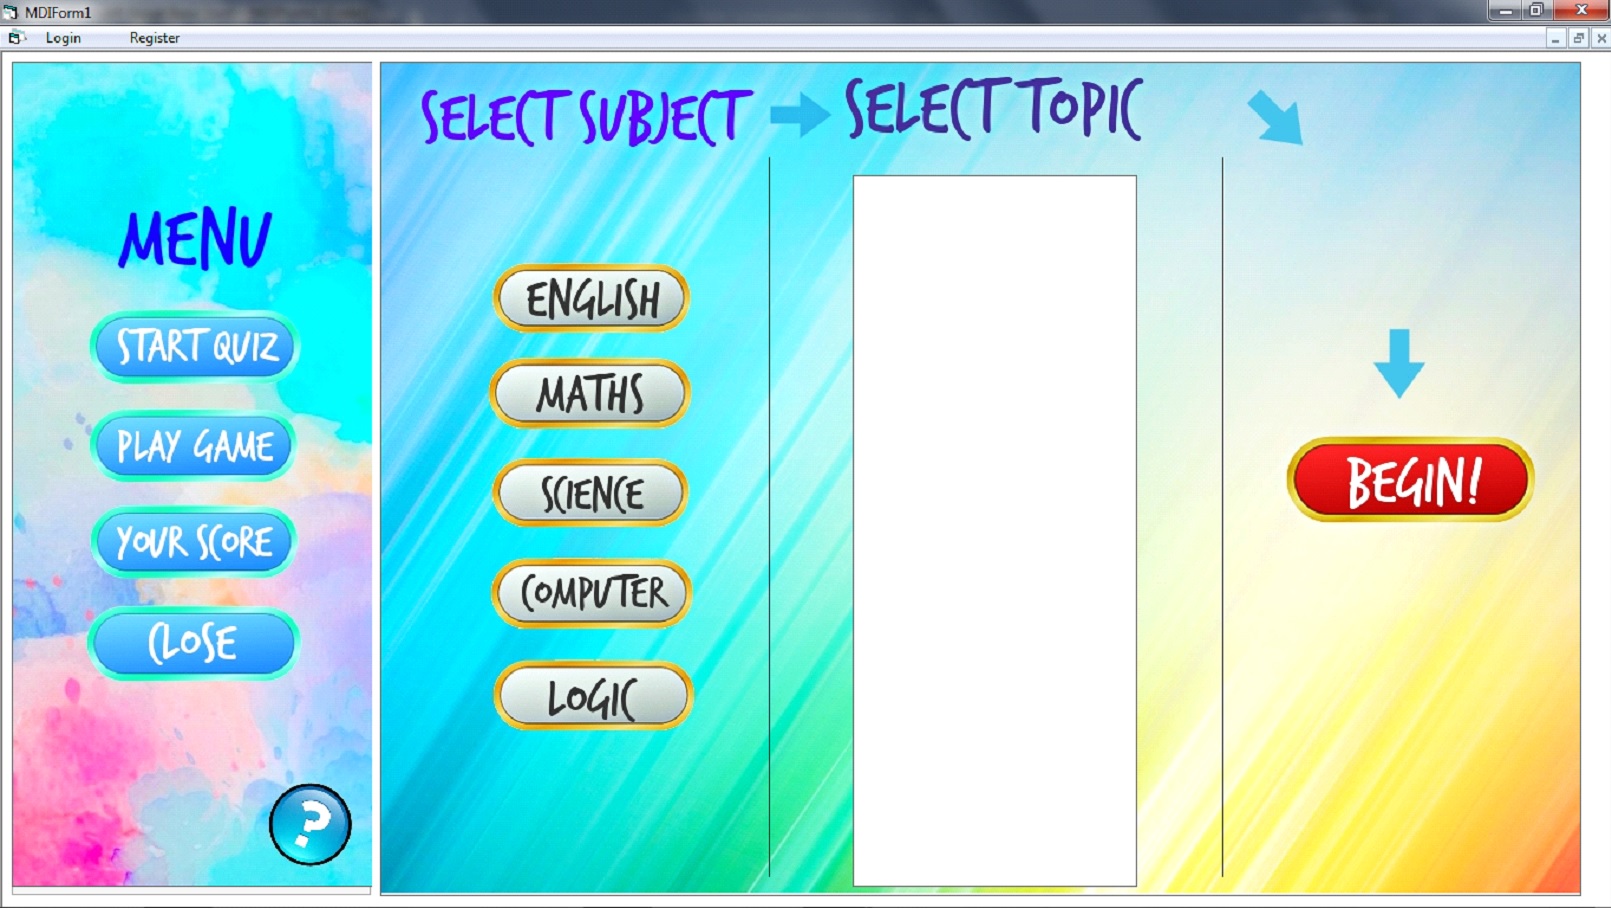 MDIForm1
Login Register
MENU
START QUIZ
PLAY GAME
YOUR SCORE
CLOSE
?
SELECT SUBJECT
ENGLISH
MATHS
SCIENCE
COMPUTER
LOGIC
SELECT TOPIC
BEGIN!